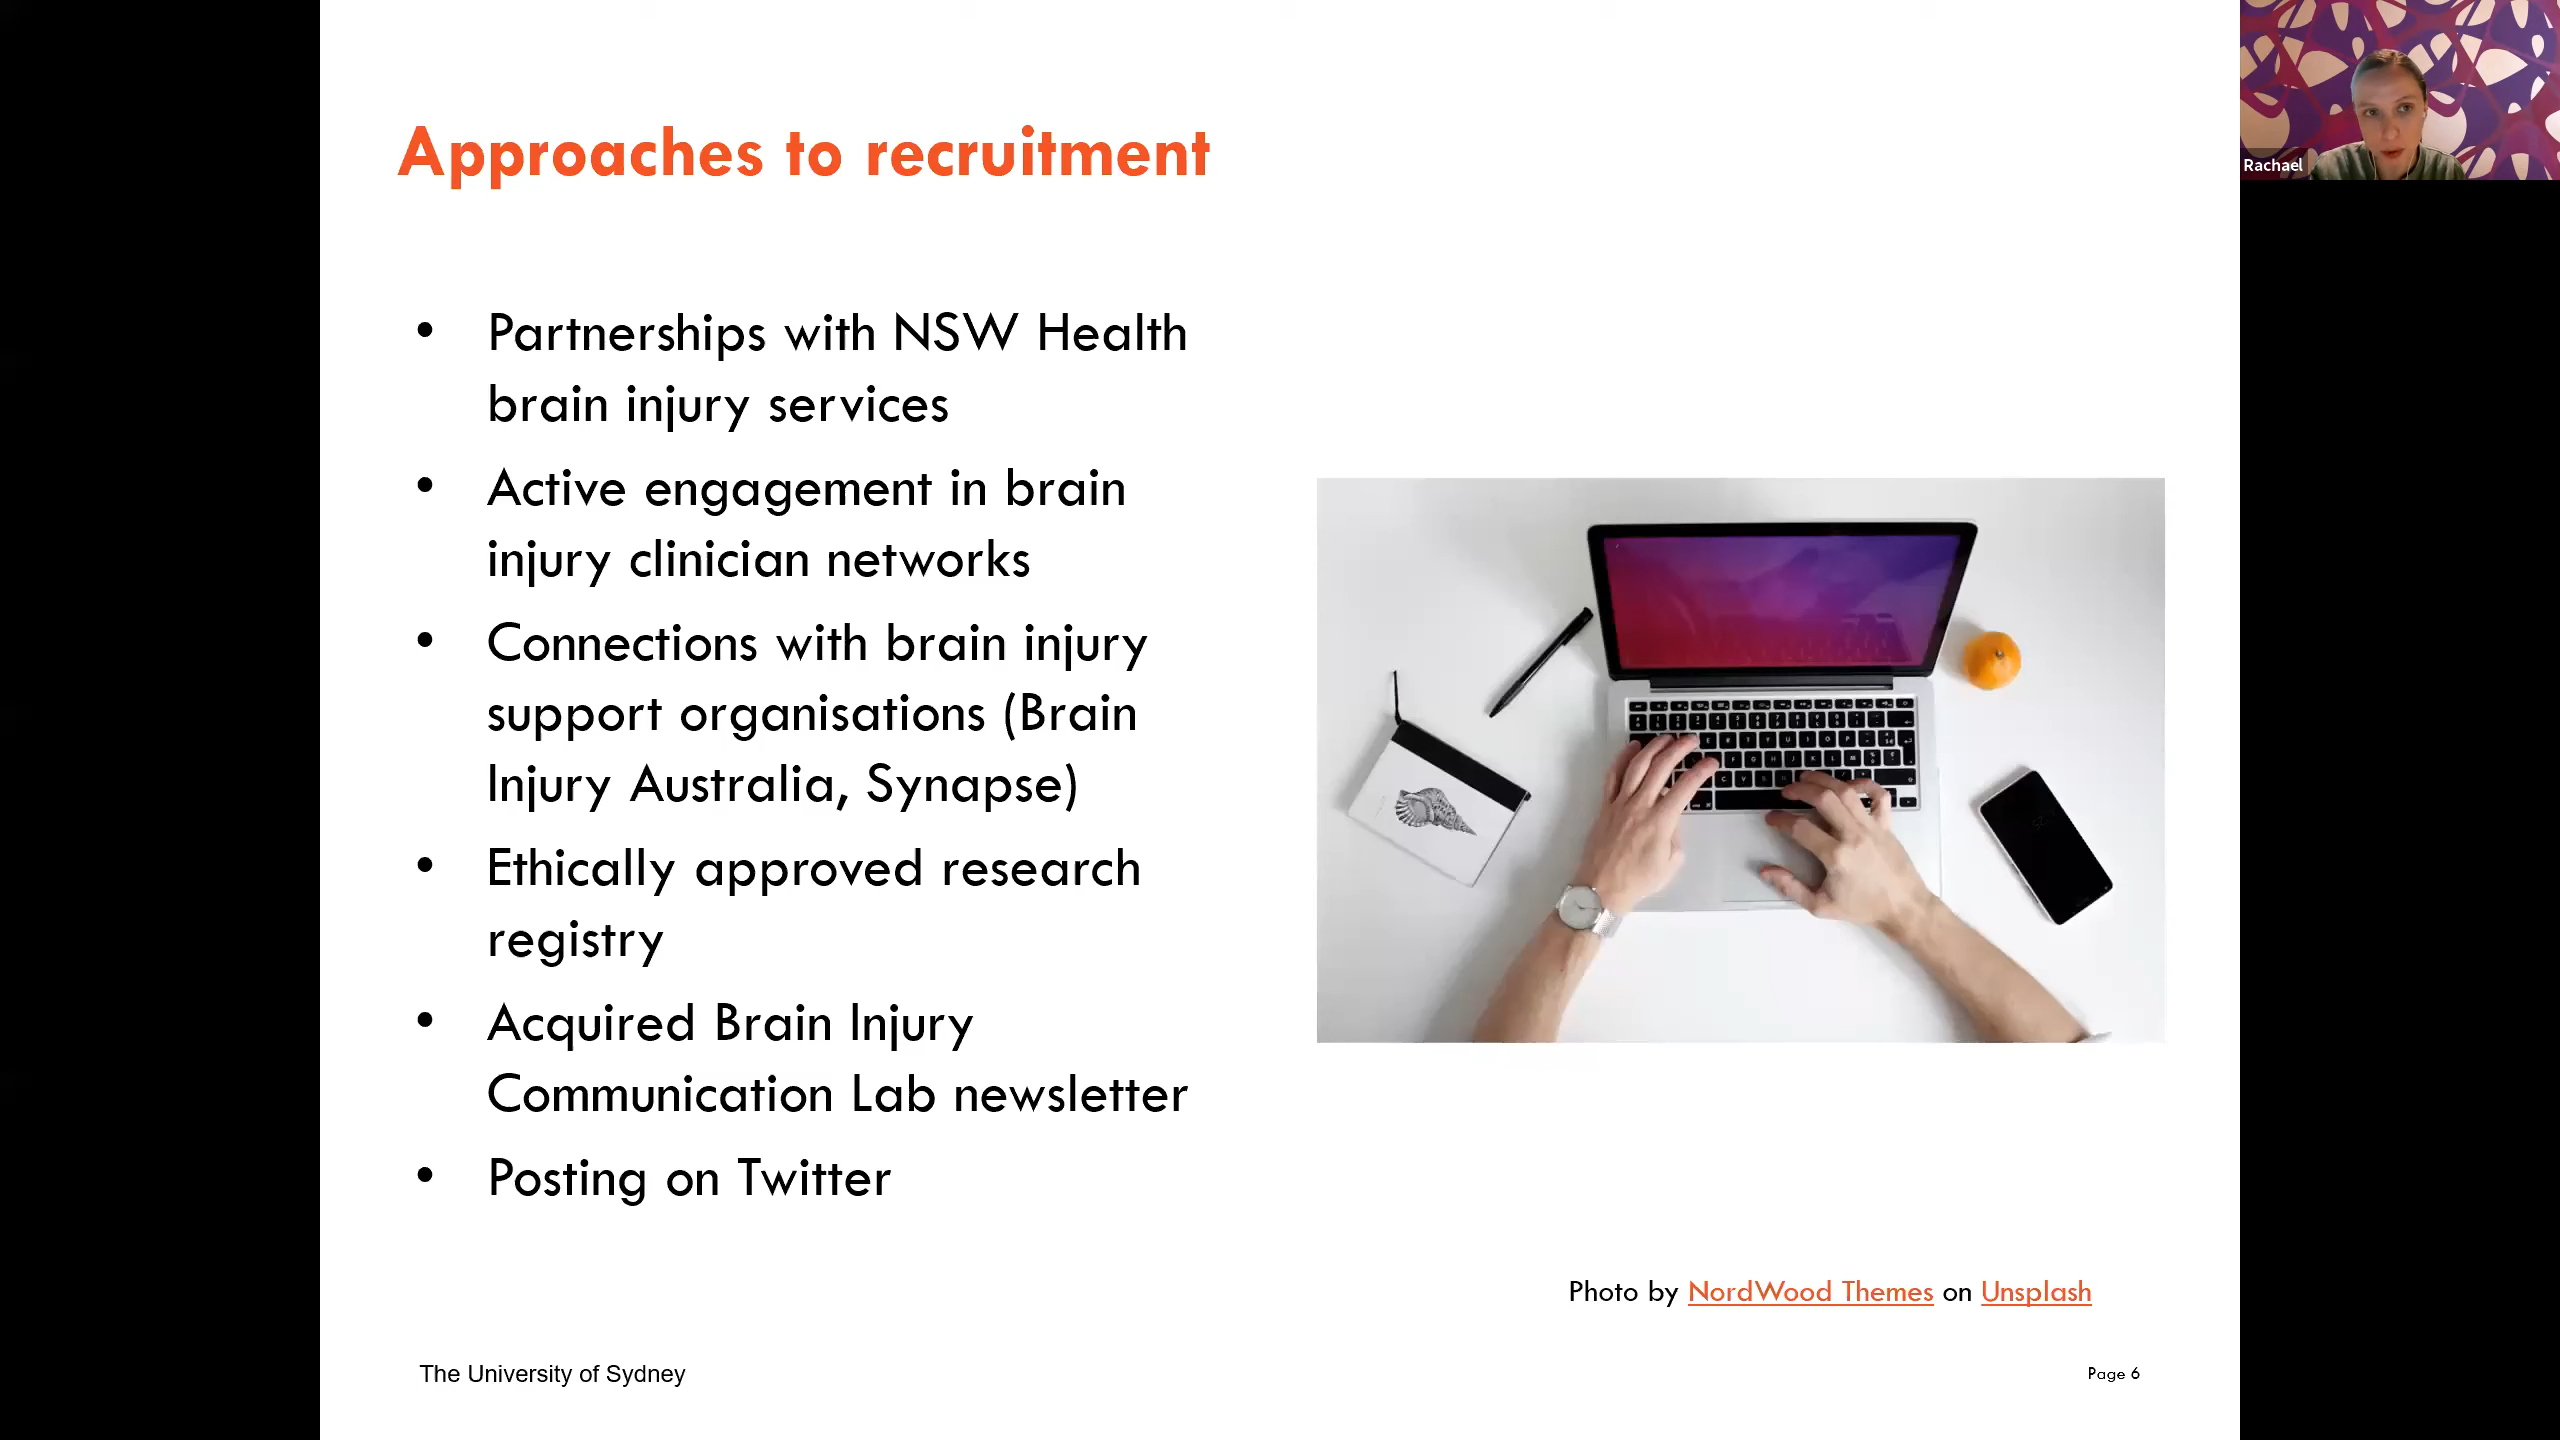 Approaches to recruitment
Rachael
• Partnerships with NSW Health
brain injury services
• Active engagement in brain
injury clinician networks
• Connections with brain injury
support organisations (Brain
Injury Australia, Synapse)
• Ethically approved research
registry
• Acquired Brain Injury
Communication Lab newsletter
• Posting on Twitter
Photo by NordWood Themes on Unsplash
The University of Sydney
Page 6